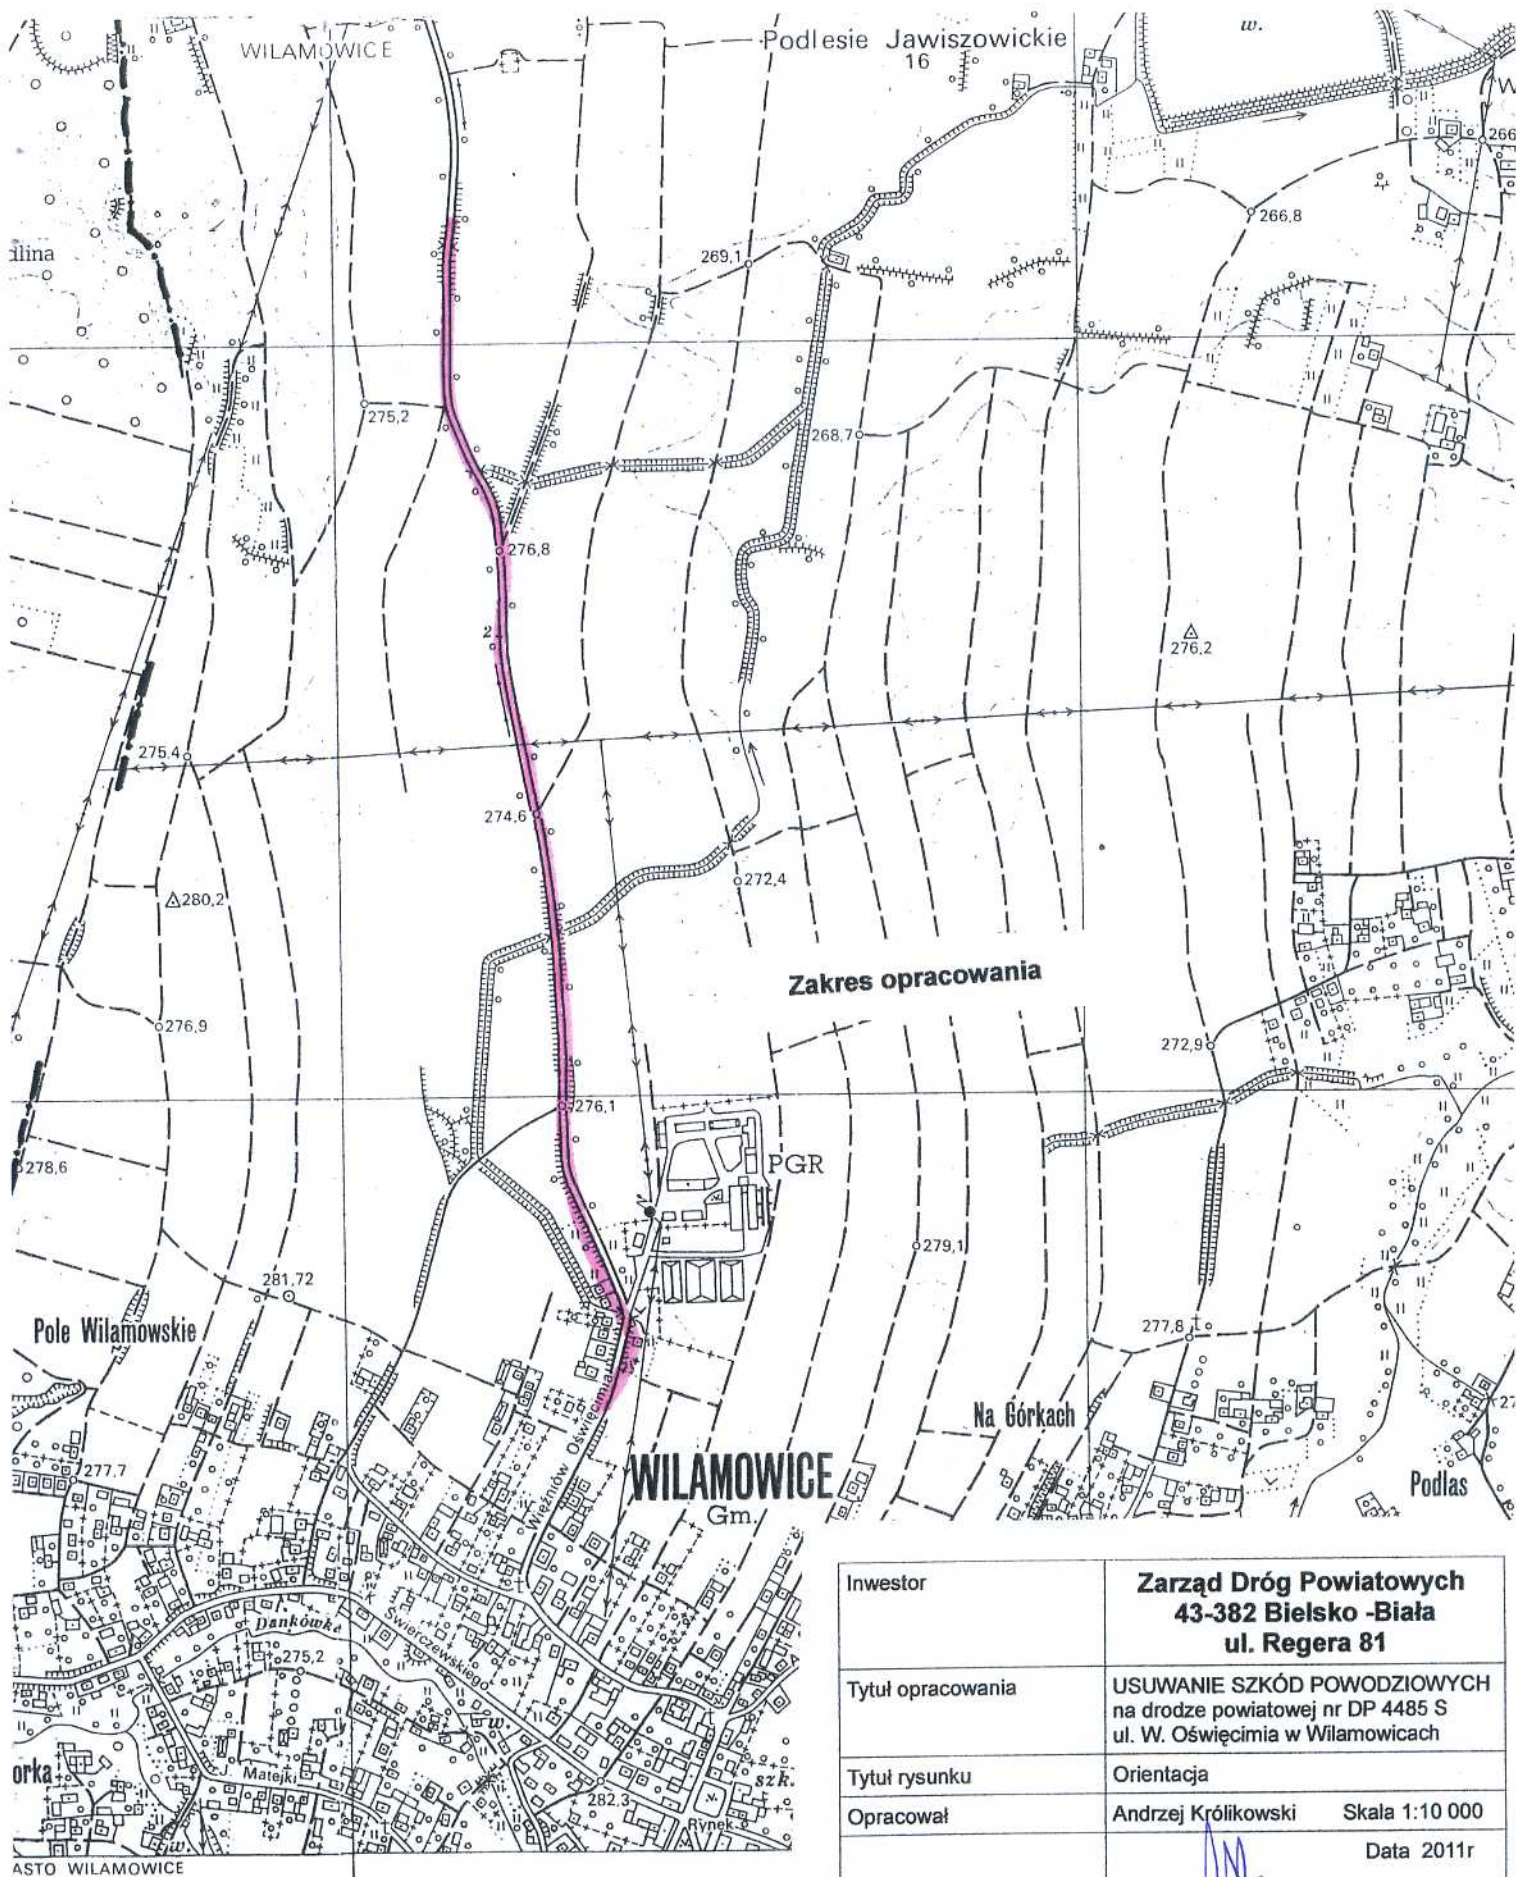 WILAMOWICE
Podlesie Jawiszowickie
16
w.
W
266
266,8
dlina
269,1
275,2
268,7
276,8
2
276,2
275,4
274,6
272,4
280,2
Zakres opracowania
276,9
272,9
276,1
278,6
PGR
279,1
281,72
277,8
Pole Wilamowskie
Na Górkach
27
277,7
Więźniów Oświęcimia
WILAMOWICE
Gm.
Podlas
Dankówka
Świerczewskiego
275,2
w.
orka
J. Matejki
szk.
282,3
Rynek
w.
ASTO WILAMOWICE
Inwestor
Zarząd Dróg Powiatowych
43-382 Bielsko -Biała
ul. Regera 81
Tytuł opracowania
USUWANIE SZKÓD POWODZIOWYCH
na drodze powiatowej nr DP 4485 S
ul. W. Oświęcimia w Wilamowicach
Tytuł rysunku
Orientacja
Opracował
Andrzej Królikowski Skala 1:10 000
Data 2011r